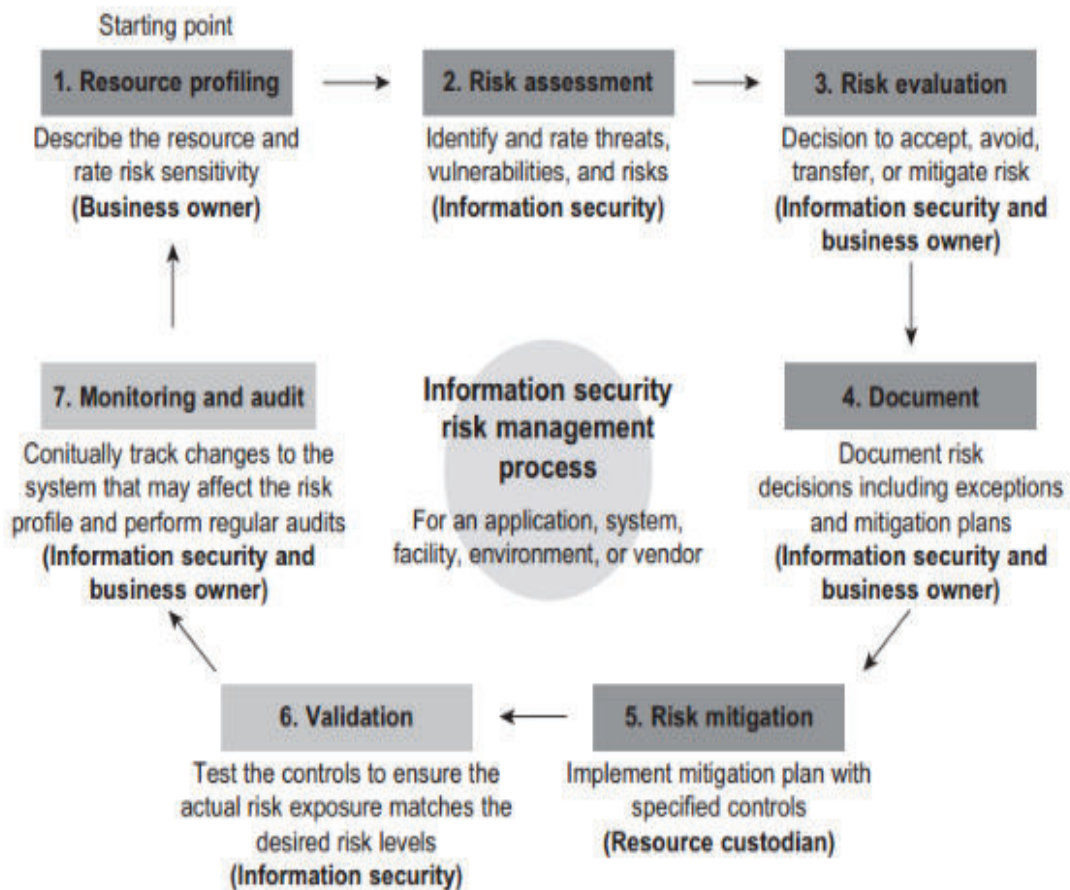 Starting point
1. Resource profiling
Describe the resource and
rate risk sensitivity
(Business owner)
2. Risk assessment
Identify and rate threats,
vulnerabilities, and risks
(Information security)
3. Risk evaluation
Decision to accept, avoid,
transfer, or mitigate risk
(Information security and
business owner)
4. Document
Document risk
decisions including exceptions
and mitigation plans
(Information security and
business owner)
5. Risk mitigation
Implement mitigation plan with
specified controls
(Resource custodian)
6. Validation
Test the controls to ensure the
actual risk exposure matches the
desired risk levels
(Information security)
7. Monitoring and audit
Conitually track changes to the
system that may affect the risk
profile and perform regular audits
(Information security and
business owner)
Information security
risk management
process
For an application, system,
facility, environment, or vendor